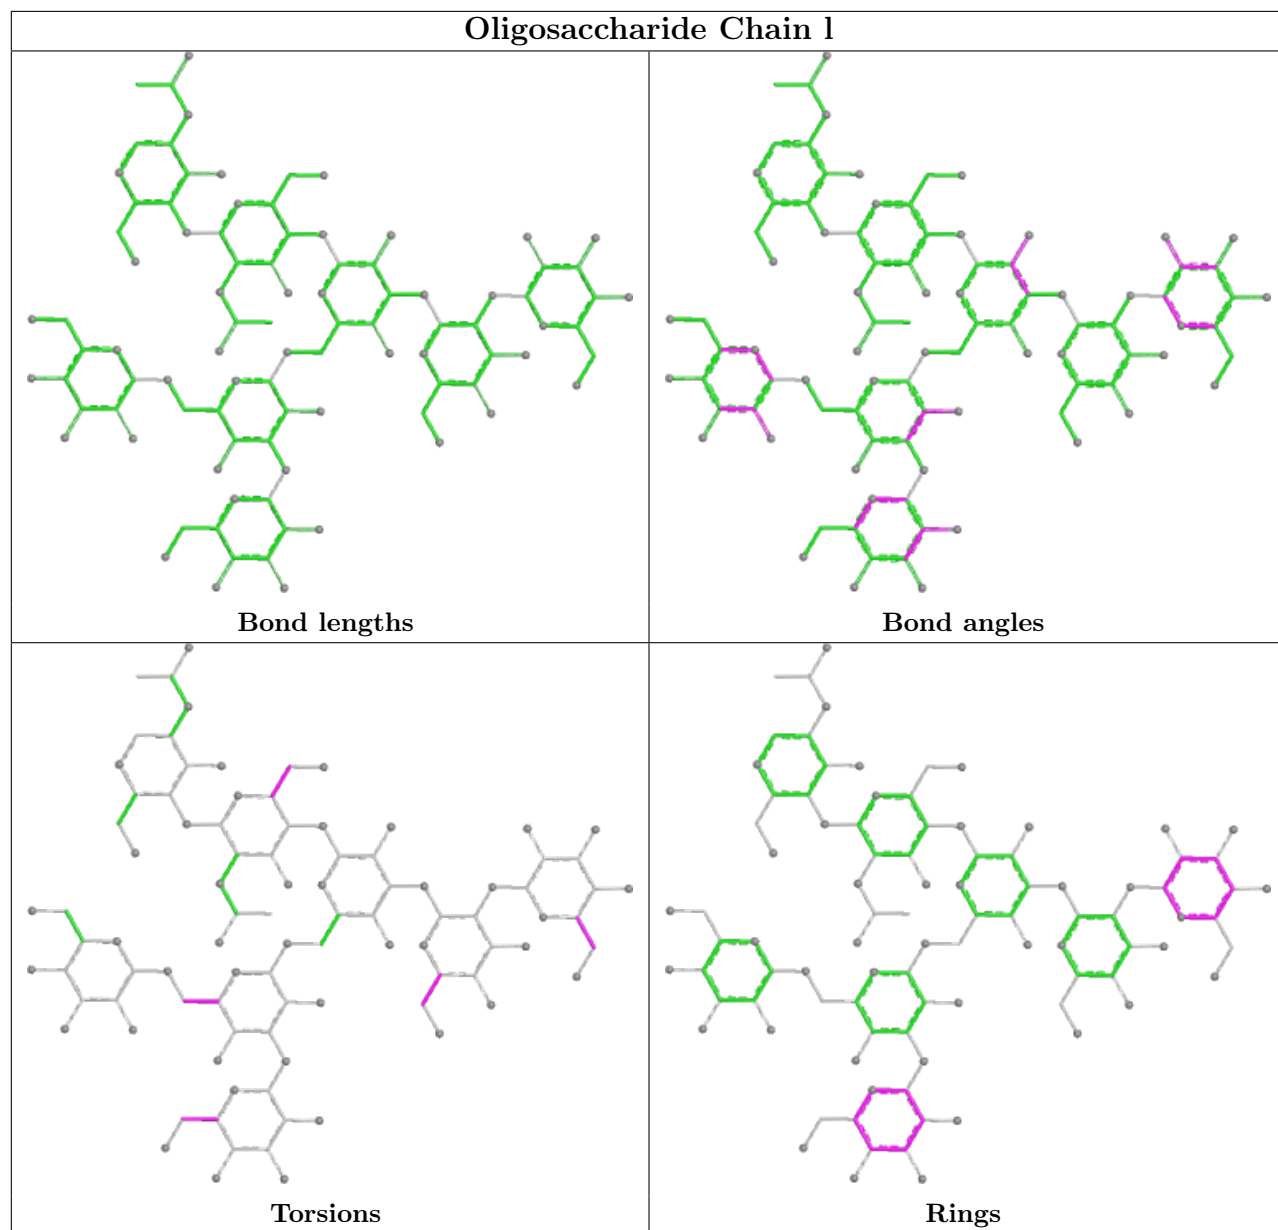 Oligosaccharide Chain l
Bond lengths
Bond angles
Torsions
Rings